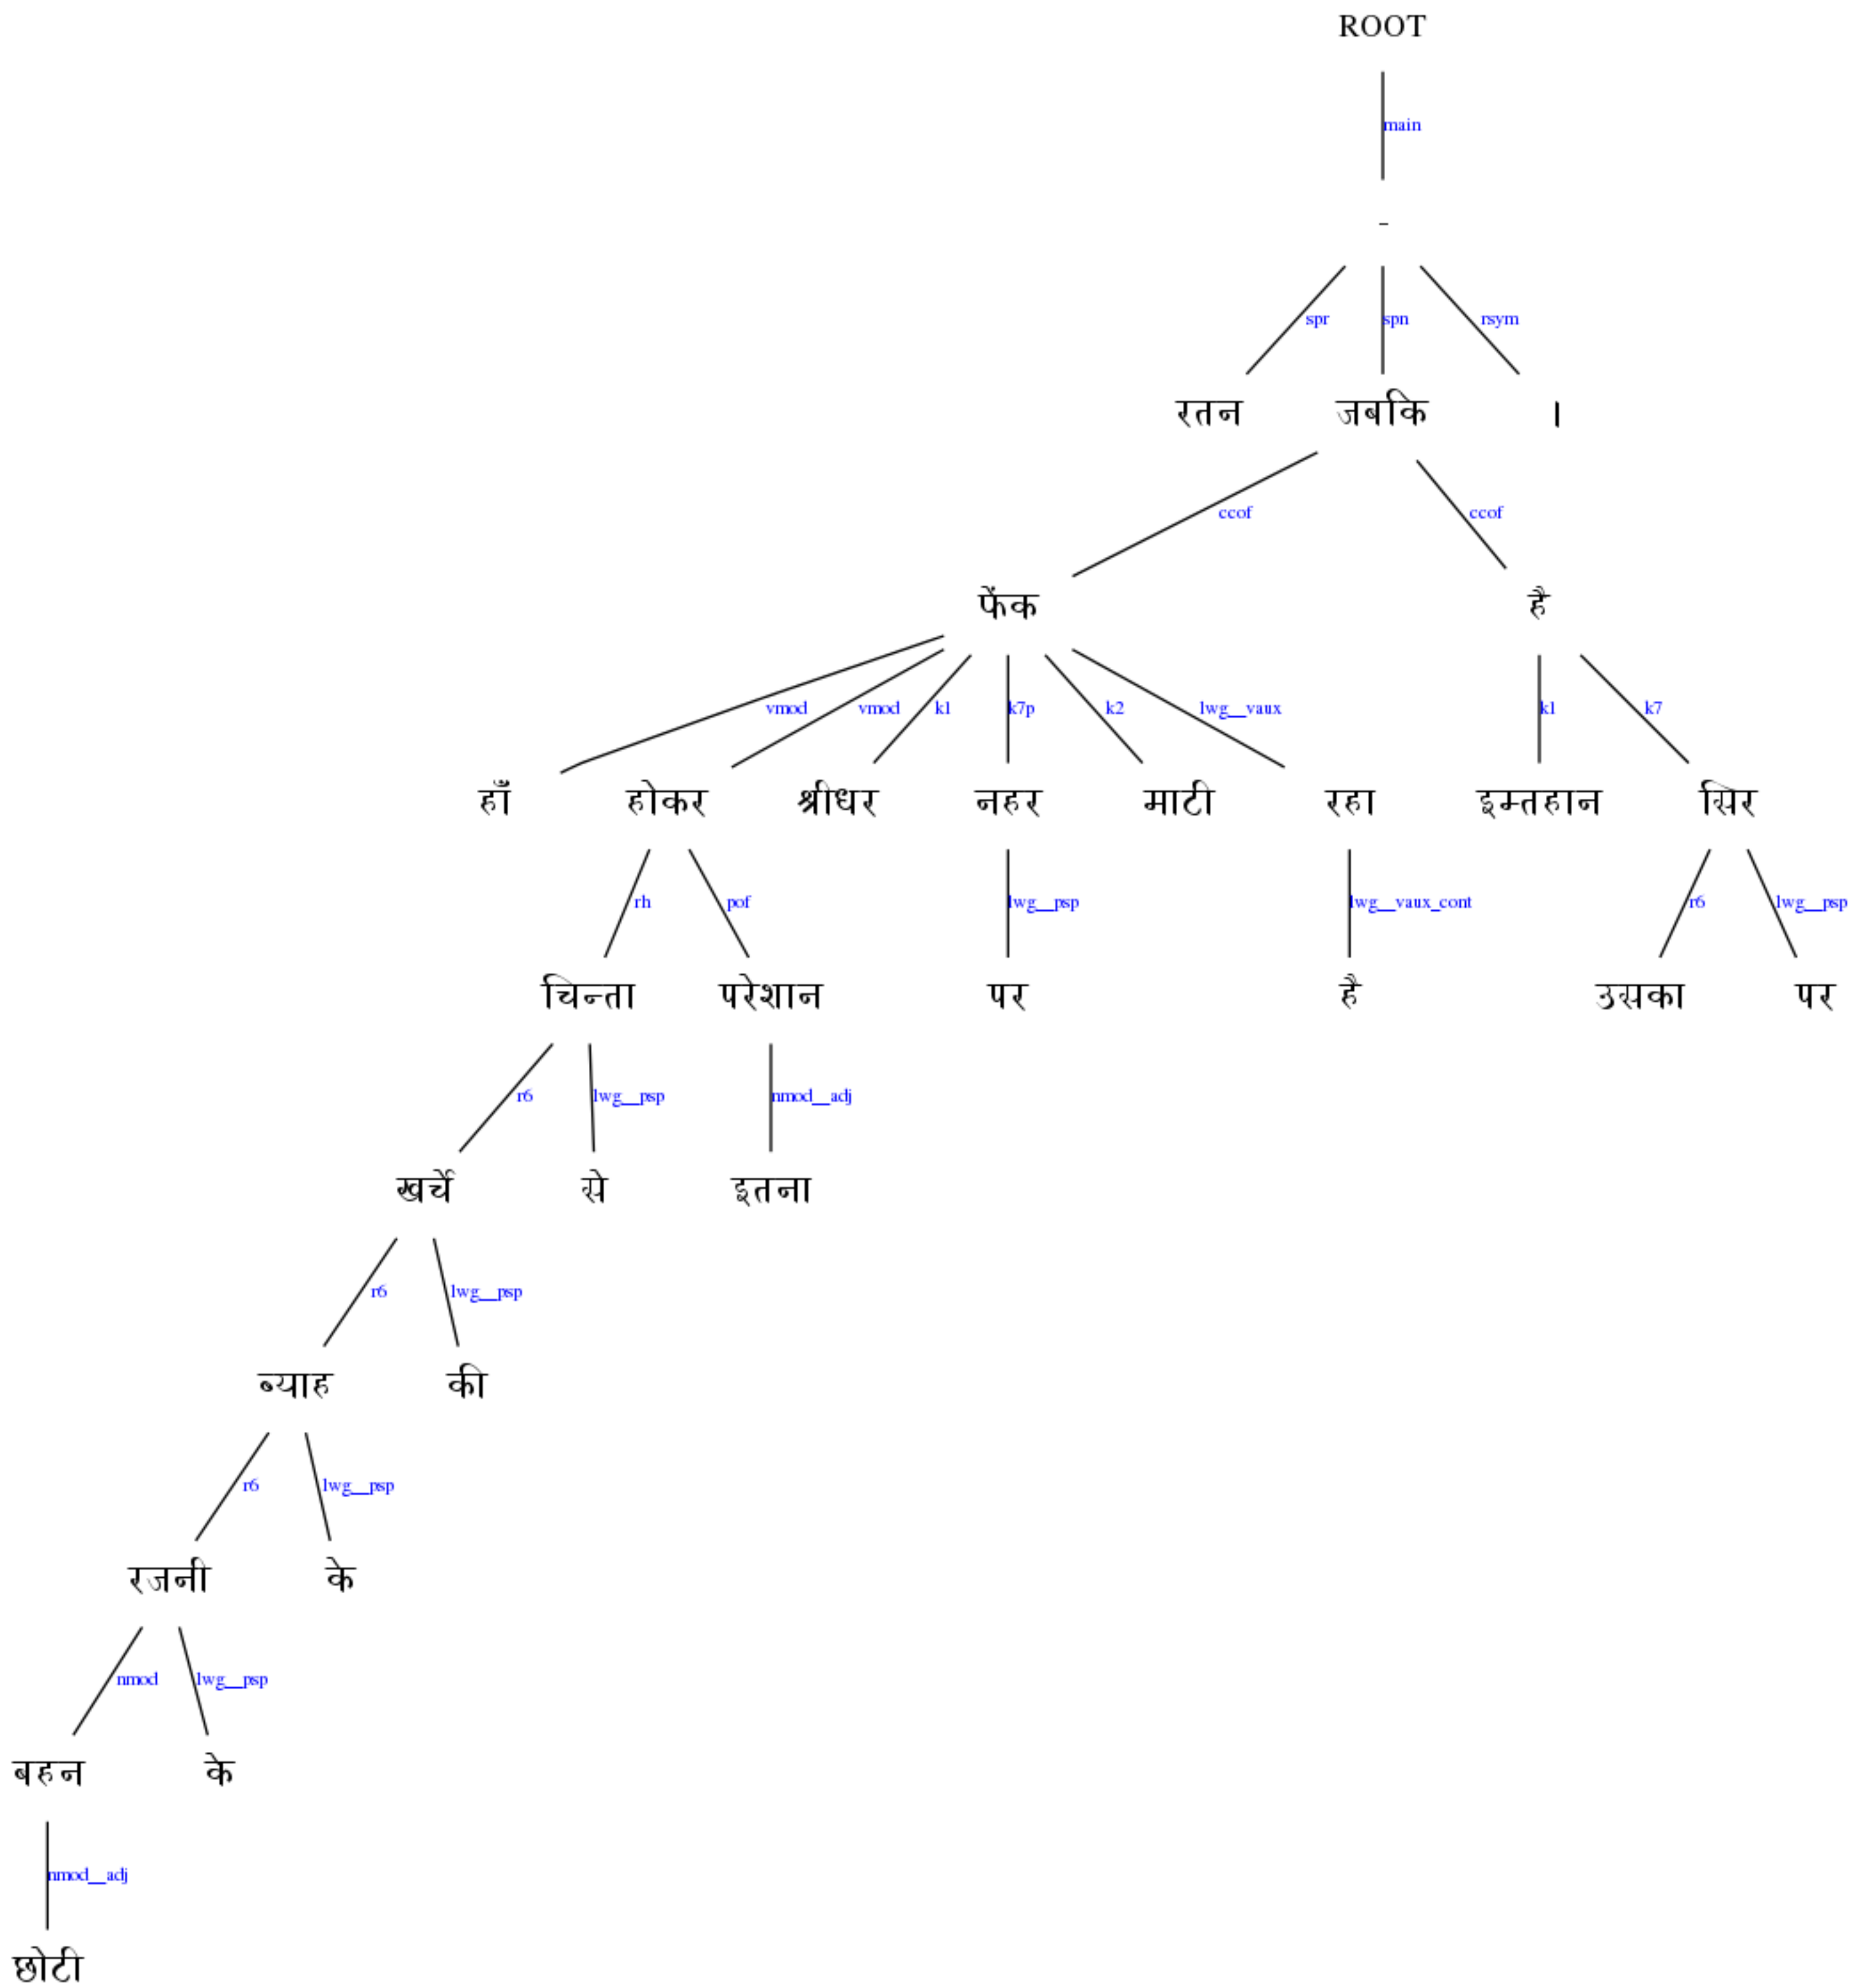 ROOT
main
-
spr spn rsym
रतन जबकि ।
ccof ccof
फेंक है
vmod vmod k1 k7p k2 lwg__vaux k1 k7
हाँ होकर श्रीधर नहर माटी रहा इम्तहान सिर
rh pof lwg__psp lwg__vaux_cont r6 lwg__psp
चिन्ता परेशान पर है उसका पर
r6 lwg__psp nmod__adj
खर्चे से इतना
r6 lwg__psp
ब्याह की
r6 lwg__psp
रजनी के
nmod lwg__psp
बहन के
nmod__adj
छोटी